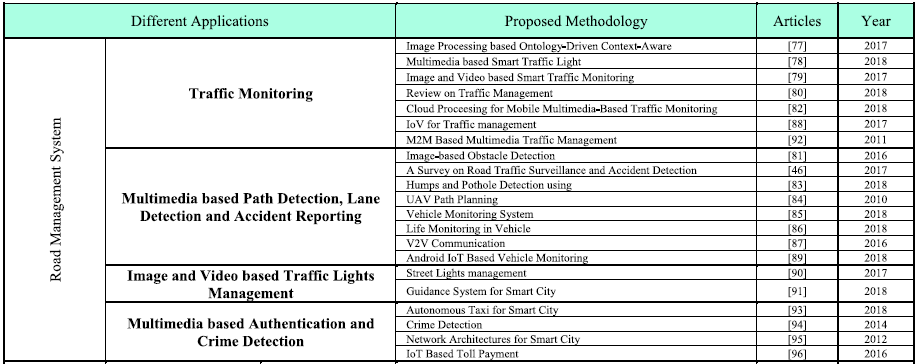 Different Applications Proposed Methodology Articles Year
Road Management System
Traffic Monitoring
Image Processing based Ontology-Driven Context-Aware [77] 2017
Multimedia based Smart Traffic Light [78] 2018
Image and Video based Smart Traffic Monitoring [79] 2017
Review on Traffic Management [80] 2018
Cloud Proceesing for Mobile Multimedia-Based Traffic Monitoring [82] 2018
IoV for Traffic management [88] 2017
M2M Based Multimedia Traffic Management [92] 2011
Multimedia based Path Detection, Lane
Detection and Accident Reporting
Image-based Obstacle Detection [81] 2016
A Survey on Road Traffic Surveillance and Accident Detection [46] 2017
Humps and Pothole Detection using [83] 2018
UAV Path Planning [84] 2010
Vehicle Monitoring System [85] 2018
Life Monitoring in Vehicle [86] 2018
V2V Communication [87] 2016
Android IoT Based Vehicle Monitoring [89] 2018
Image and Video based Traffic Lights
Management
Street Lights management [90] 2017
Guidance System for Smart City [91] 2018
Multimedia based Authentication and
Crime Detection
Autonomous Taxi for Smart City [93] 2018
Crime Detection [94] 2014
Network Architectures for Smart City [95] 2012
IoT Based Toll Payment [96] 2016